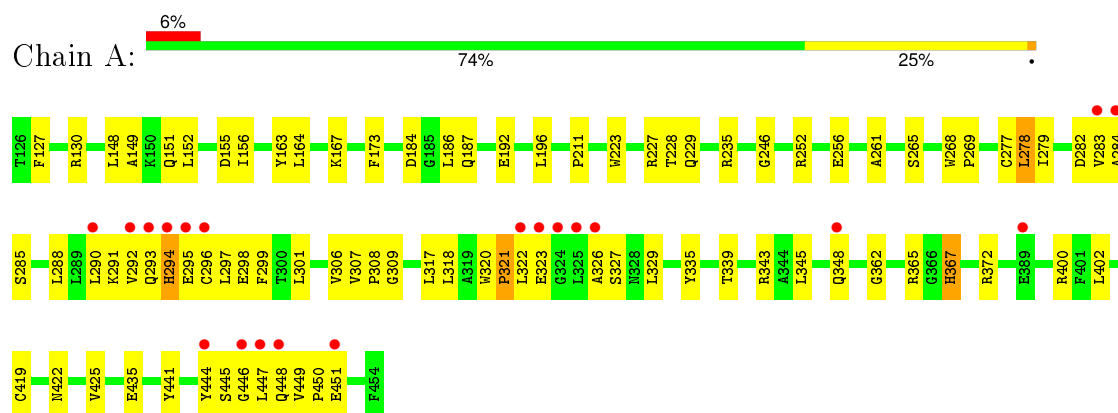 6%
Chain A:
74% 25% •
T126 F127 R130 L148 A149 K150 Q151 L152 D155 I156 Y163 L164 K167 F173 D184 G185 L186 Q187 E192 L196 P211 W223 R227 T228 Q229 R235 G246 R252 E256 A261 S265 W268 P269 C277 L278 I279 D282 V283 A284
S285 L288 L289 L290 K291 V292 Q293 H294 E295 C296 L297 E298 F299 T300 L301 V306 V307 P308 G309 L317 L318 A319 W320 P321 L322 E323 G324 L325 A326 S327 N328 L329 Y335 T339 R343 A344 L345 Q348 G362 R365 G366 H367 R372 E389 R400 F401 L402
C419 N422 V425 E435 Y441 Y444 S445 G446 L447 Q448 V449 P450 E451 F454